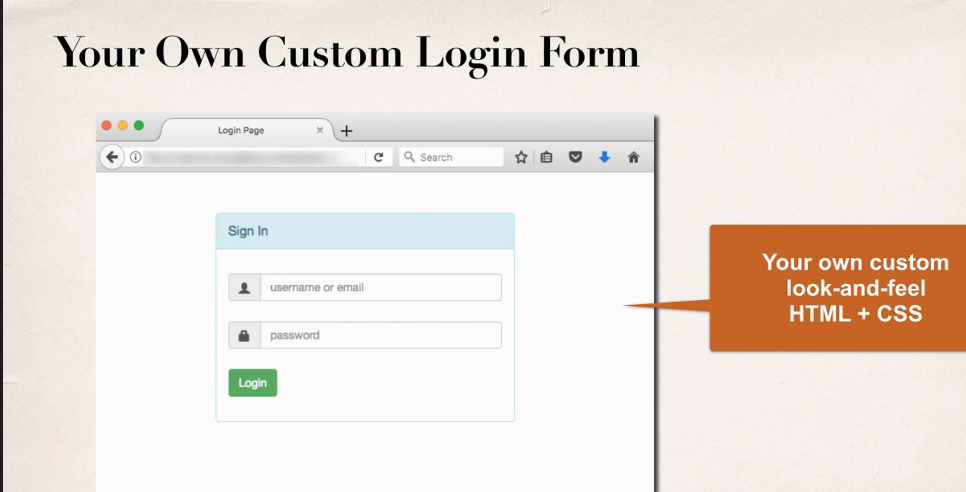 Your Own Custom Login Form
Login Page
Search
Sign In
username or email
password
Login
Your own custom
look-and-feel
HTML + CSS